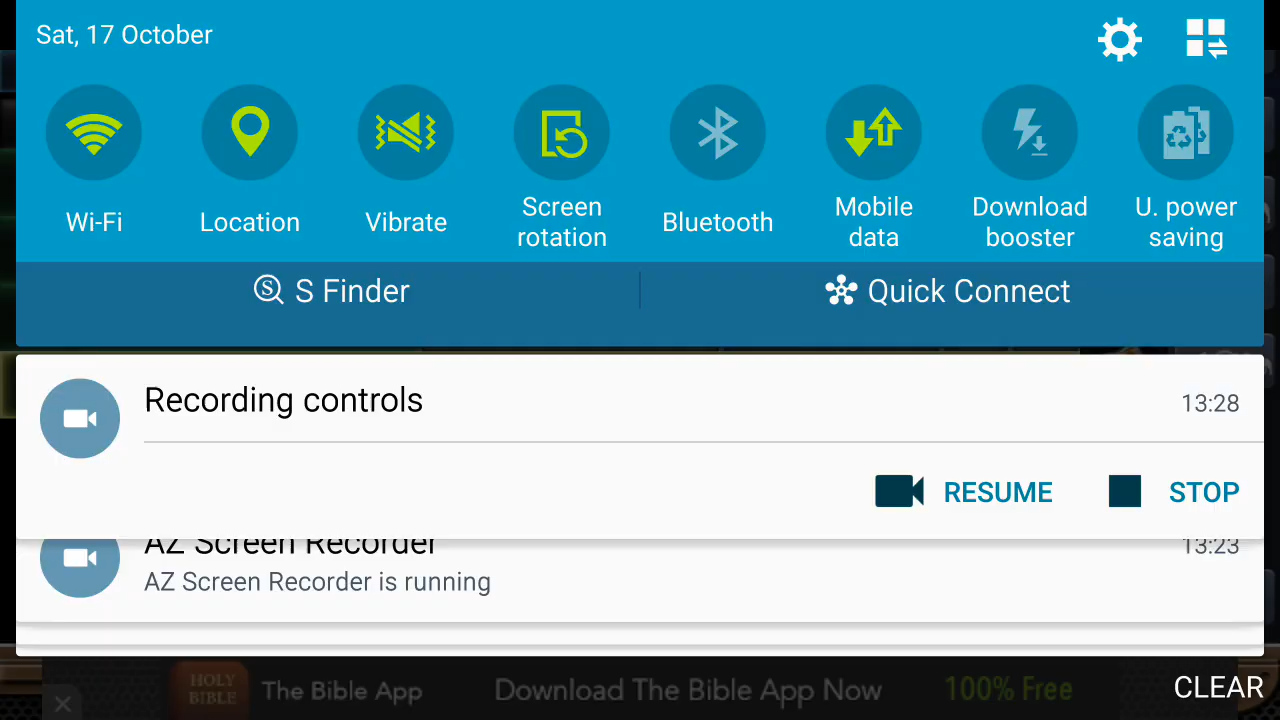 Sat, 17 October
Wi-Fi
Location
Vibrate
Screen
rotation
Bluetooth
Mobile
data
Download
booster
U. power
saving
S Finder
Quick Connect
Recording controls
13:28
RESUME
STOP
AZ Screen Recorder
13:23
AZ Screen Recorder is running
HOLY
BIBLE
The Bible App
Download The Bible App Now
100% Free
CLEAR